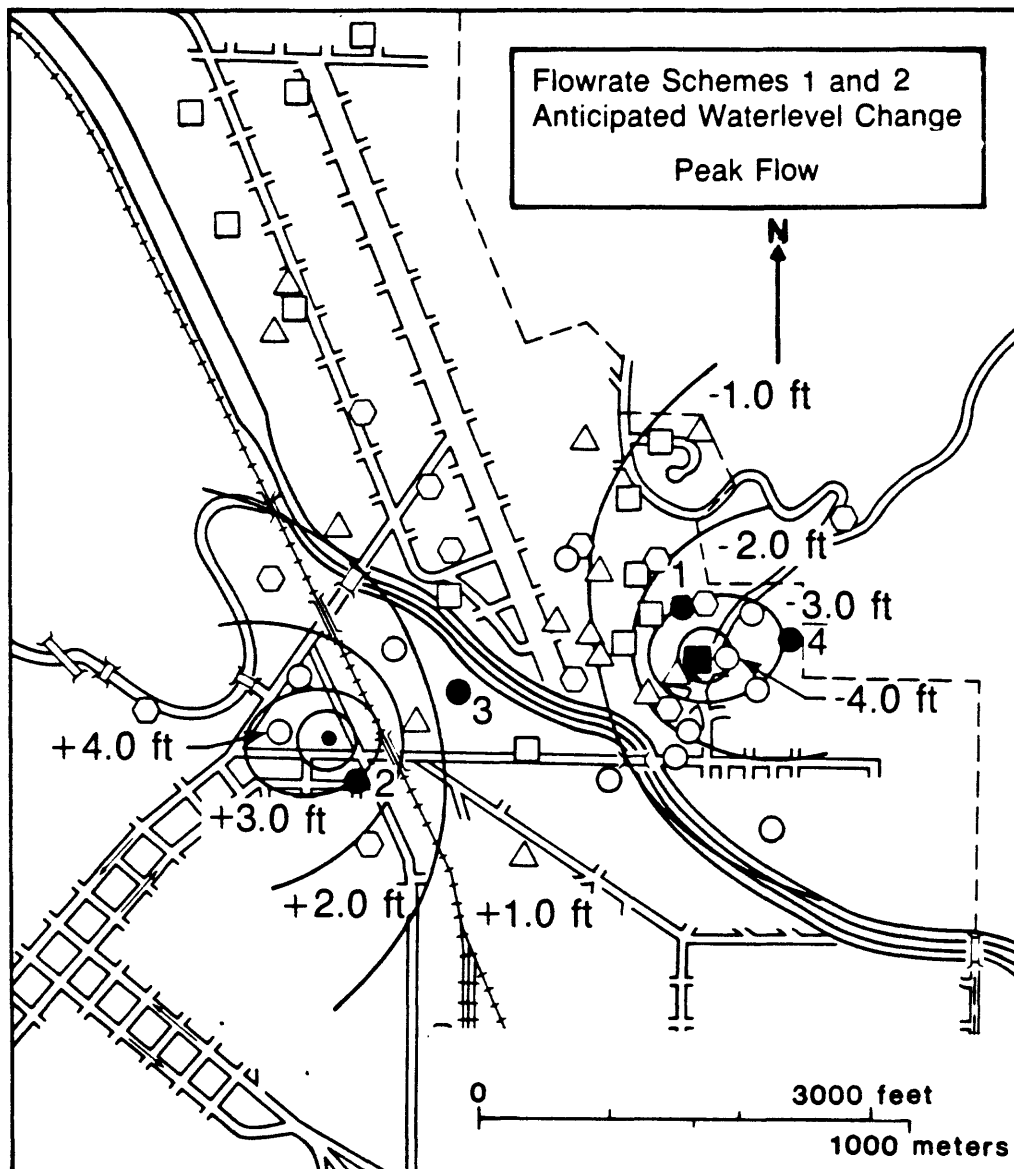 Flowrate Schemes 1 and 2
Anticipated Waterlevel Change
Peak Flow
N
-1.0 ft
-2.0 ft
1
-3.0 ft
4
3
-4.0 ft
+4.0 ft
2
+3.0 ft
+2.0 ft
+1.0 ft
0
3000 feet
1000 meters